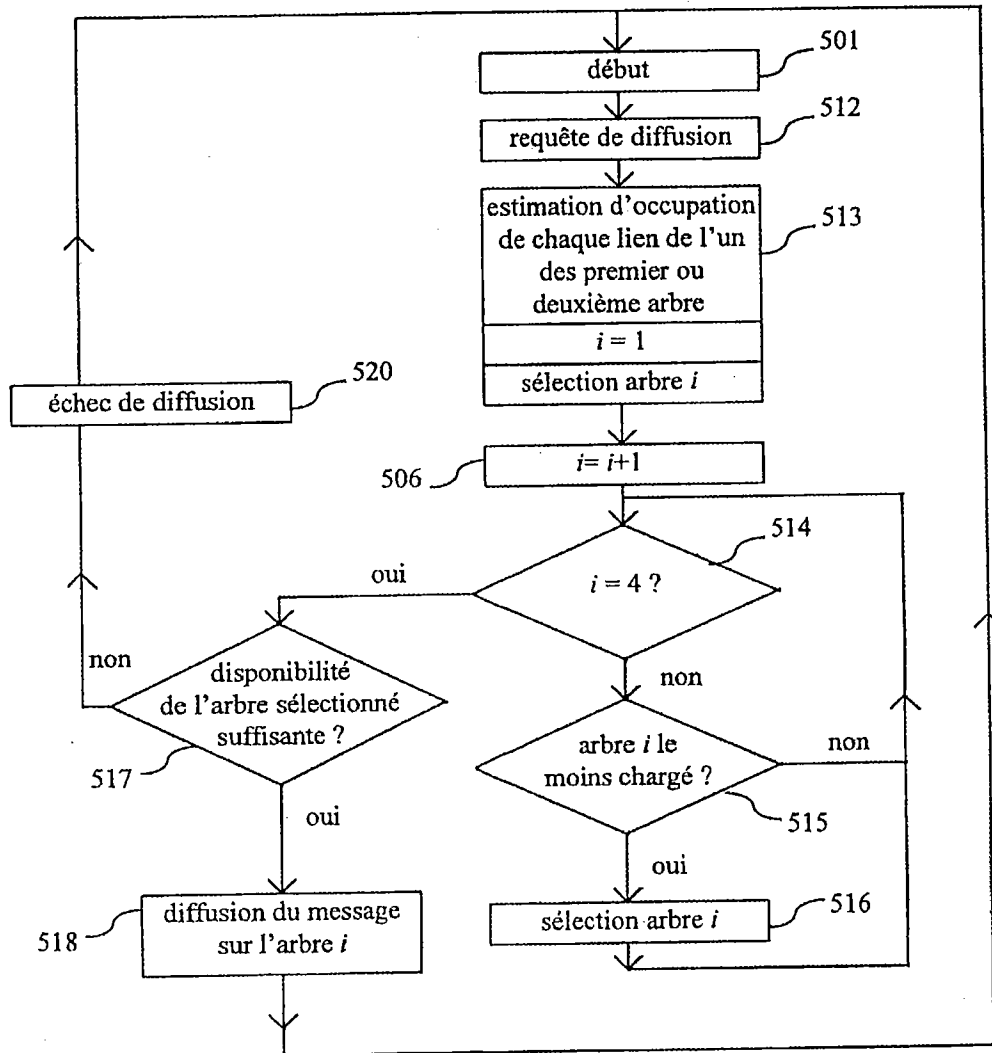 501
début
512
requête de diffusion
513
estimation d'occupation
de chaque lien de l'un
des premier ou
deuxième arbre
i = 1
sélection arbre i
520
échec de diffusion
506
i= i+1
514
oui
i = 4 ?
non
disponibilité
de l'arbre sélectionné
suffisante ?
517
non
arbre i le
moins chargé ?
non
515
oui
oui
518
diffusion du message
sur l'arbre i
sélection arbre i
516